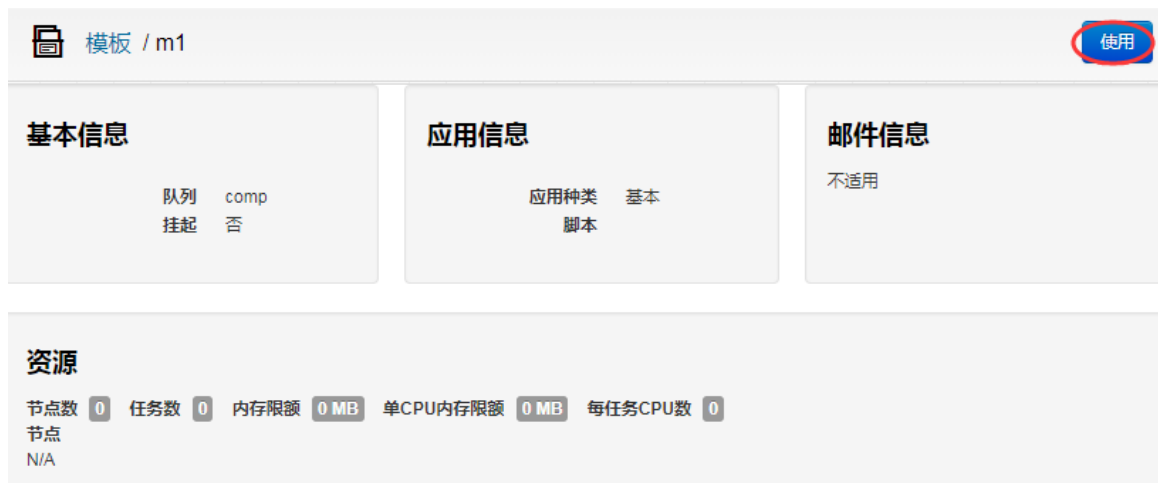 模板 / m1
使用
基本信息
队列 comp
挂起 否
应用信息
应用种类 基本
脚本
邮件信息
不适用
资源
节点数 0 任务数 0 内存限额 0 MB 单CPU内存限额 0 MB 每任务CPU数 0
节点
N/A